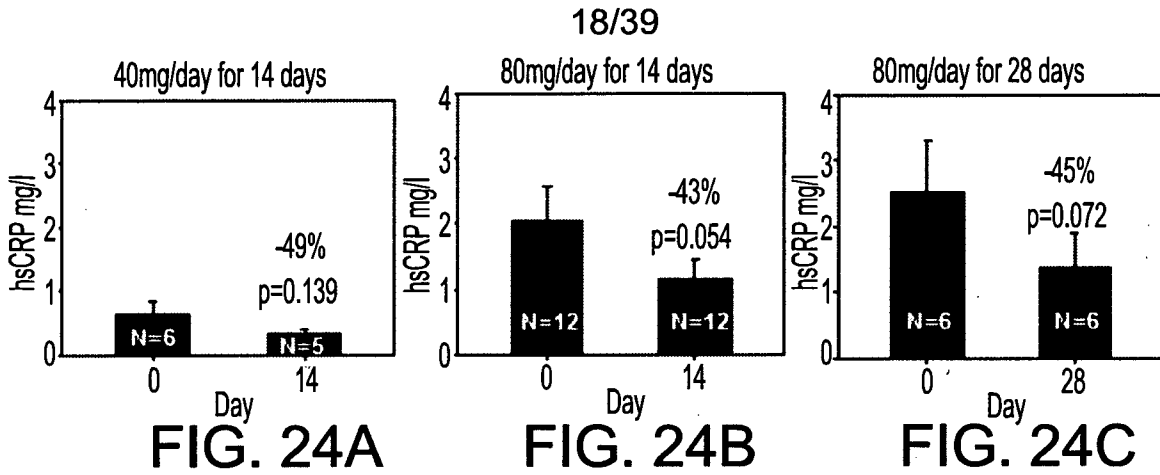 18/39
40mg/day for 14 days
4
3
2
1
0
hsCRP mg/l
-49%
p=0.139
N=6
N=5
0
14
Day
FIG. 24A
80mg/day for 14 days
4
3
2
1
0
hsCRP mg/l
-43%
p=0.054
N=12
N=12
0
14
Day
FIG. 24B
80mg/day for 28 days
4
3
2
1
0
hsCRP mg/l
-45%
p=0.072
N=6
N=6
0
28
Day
FIG. 24C